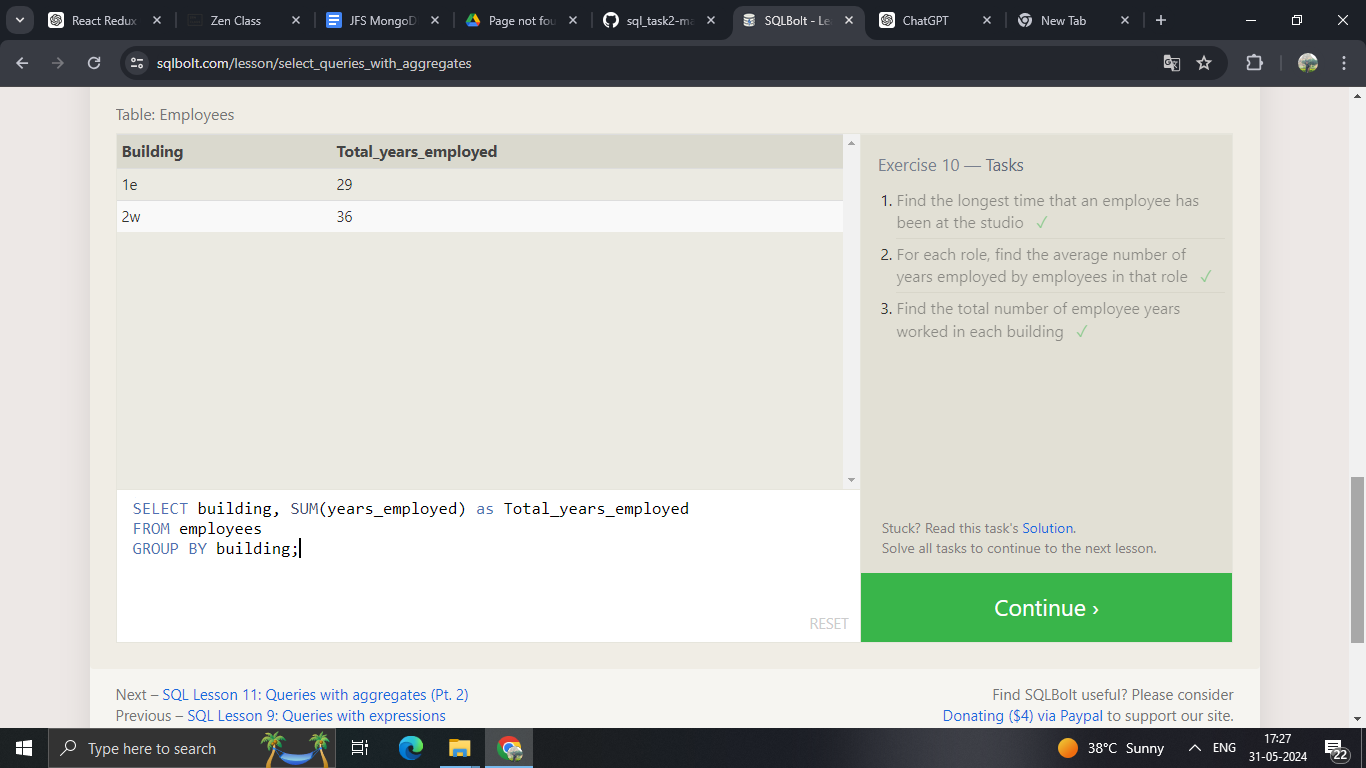 React Redux
Zen Class
JFS MongoD
Page not fou
sql_task2-ma
SQLBolt - Le
ChatGPT
New Tab
sqlbolt.com/lesson/select_queries_with_aggregates
Table: Employees
Building Total_years_employed
1e 29
2w 36
Exercise 10 — Tasks
1. Find the longest time that an employee has
been at the studio ✓
2. For each role, find the average number of
years employed by employees in that role ✓
3. Find the total number of employee years
worked in each building ✓
SELECT building, SUM(years_employed) as Total_years_employed
FROM employees
GROUP BY building;
RESET
Stuck? Read this task's Solution.
Solve all tasks to continue to the next lesson.
Continue ›
Next – SQL Lesson 11: Queries with aggregates (Pt. 2)
Previous – SQL Lesson 9: Queries with expressions
Find SQLBolt useful? Please consider
Donating ($4) via Paypal to support our site.
Type here to search
38°C Sunny
ENG
17:27
31-05-2024
22